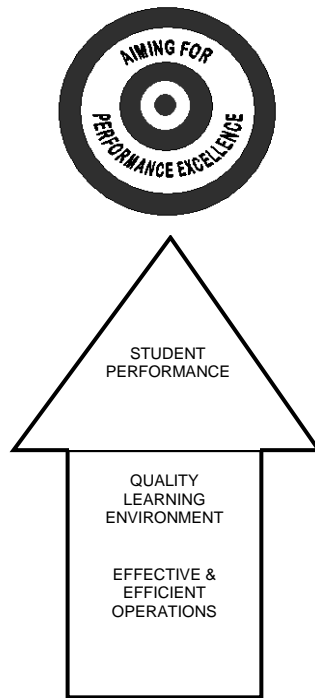 AIMING FOR
PERFORMANCE EXCELLENCE
STUDENT
PERFORMANCE
QUALITY
LEARNING
ENVIRONMENT
EFFECTIVE &
EFFICIENT
OPERATIONS